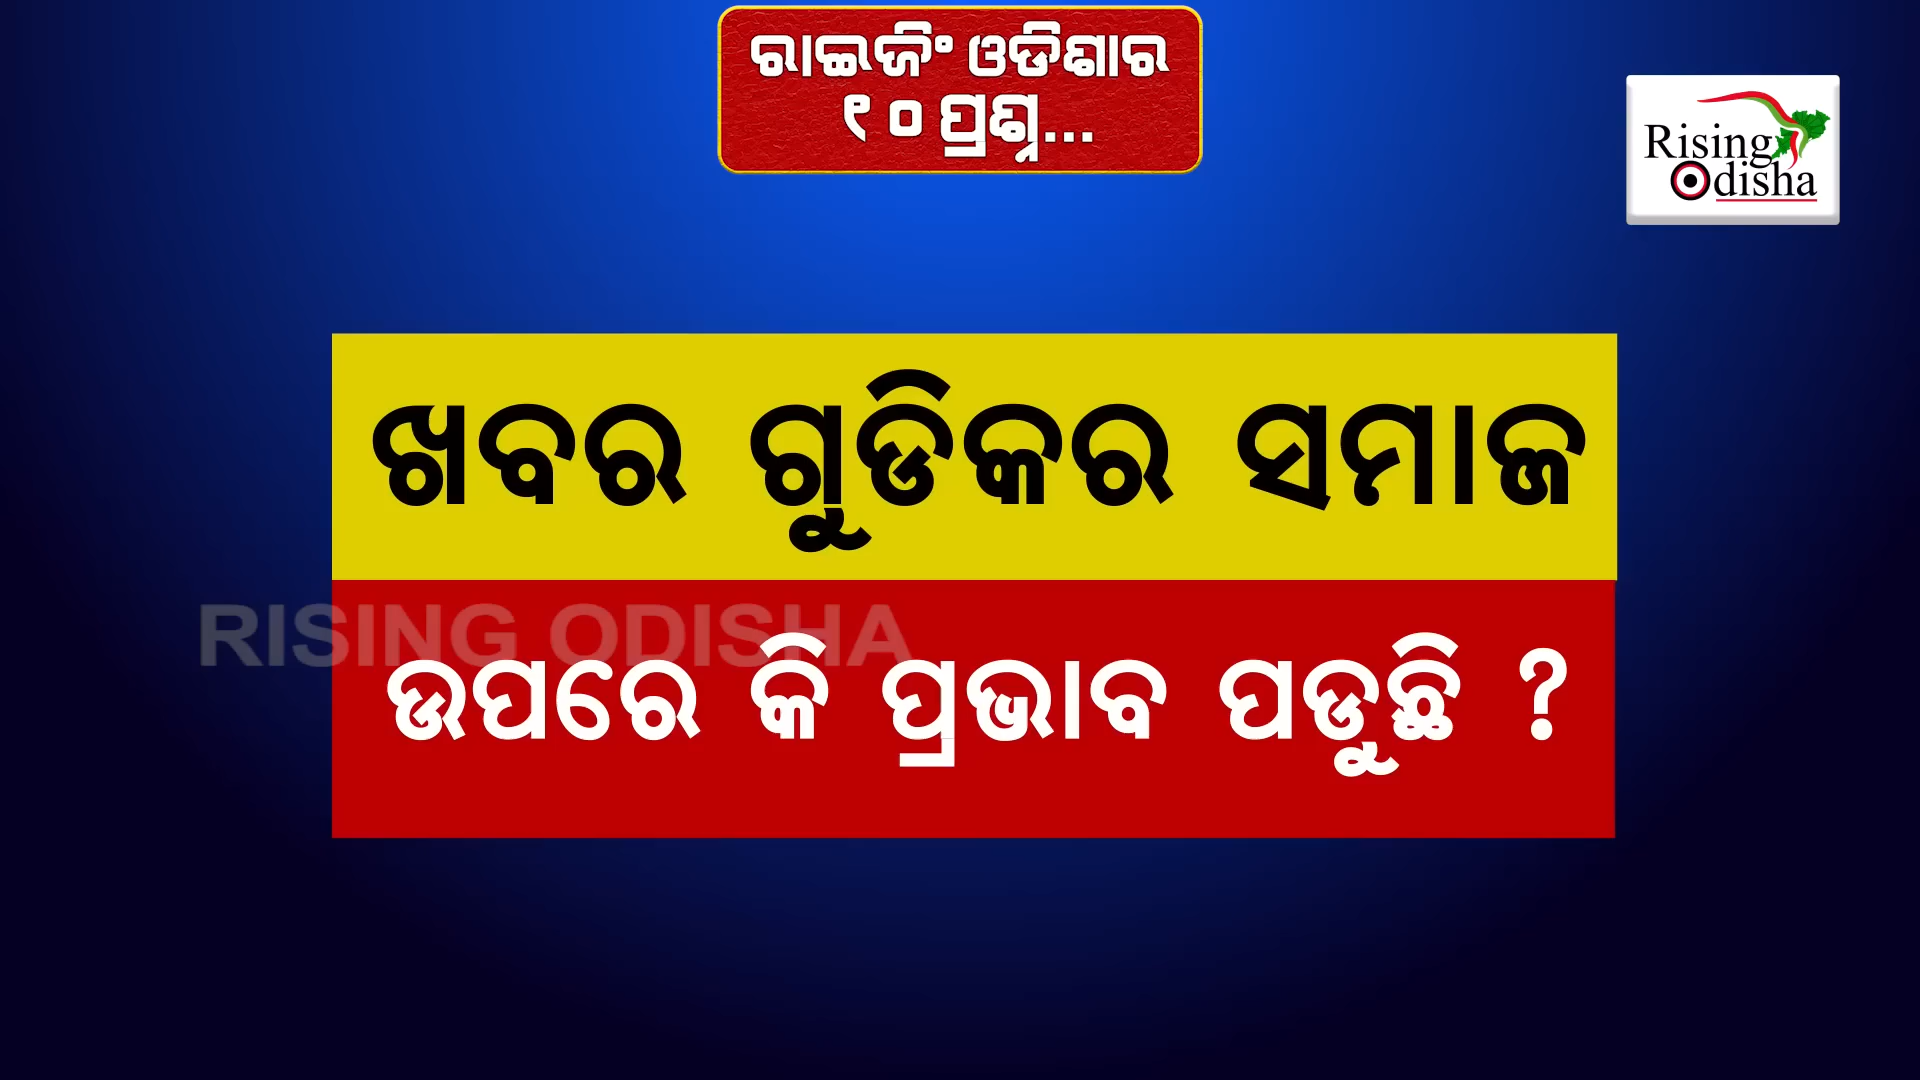 ରାଇଜିଂ ଓଡିଶାର
୧୦ ପ୍ରଶ୍ନ...
Rising
Odisha
ଖବର ଗୁଡିକର ସମାଜ
RISING ODISHA
ଉପରେ କି ପ୍ରଭାବ ପଡୁଛି ?